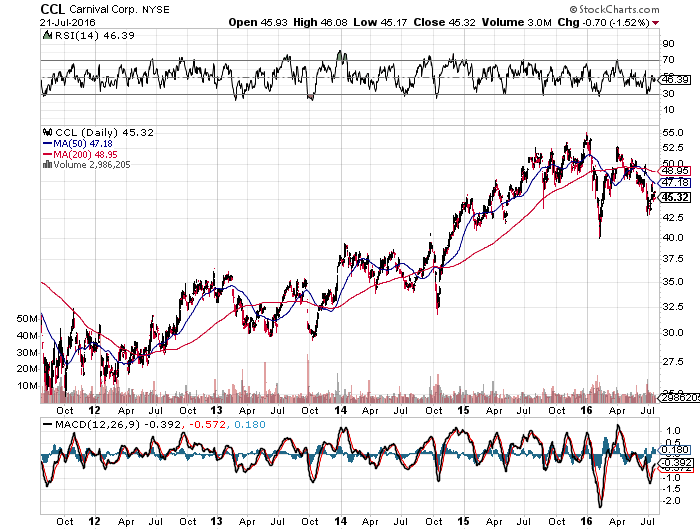 CCL Carnival Corp. NYSE © StockCharts.com
21-Jul-2016 Open 45.93 High 46.08 Low 45.17 Close 45.32 Volume 3.0M Chg -0.70 (-1.52%)
RSI(14) 46.39
90
70
50
46.39
30
10
CCL (Daily) 45.32
MA(50) 47.18
MA(200) 48.95
Volume 2,986,205
55.0
52.5
50.0
48.95
47.18
45.32
42.5
40.0
37.5
35.0
32.5
30.0
27.5
50M
40M
30M
20M
10M
2986205
Oct 12 Apr Jul Oct 13 Apr Jul Oct 14 Apr Jul Oct 15 Apr Jul Oct 16 Apr Jul
MACD(12,26,9) -0.392, -0.572, 0.180
1.0
0.5
0.180
-0.392
-1.5
-2.0
Oct 12 Apr Jul Oct 13 Apr Jul Oct 14 Apr Jul Oct 15 Apr Jul Oct 16 Apr Jul